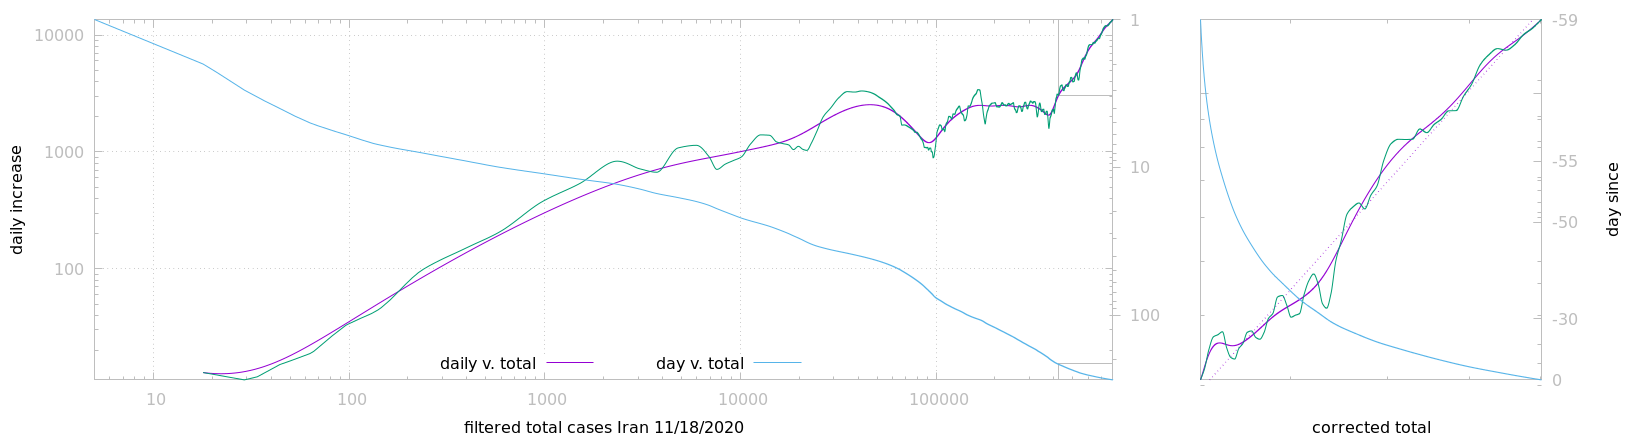 10000
1000
100
daily increase
10
100
1000
10000
100000
filtered total cases Iran 11/18/2020
daily v. total
day v. total
1
10
100
-59
-55
-50
-30
0
day since
corrected total